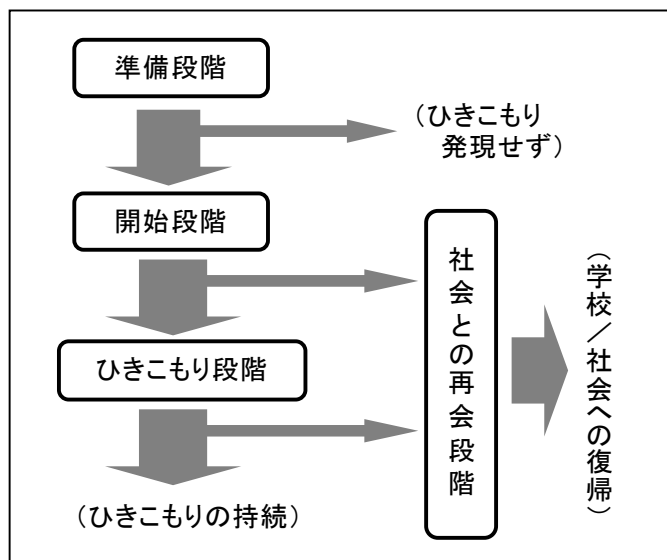 準備段階
(ひきこもり
発現せず)
開始段階
ひきこもり段階
(ひきこもりの持続)
社会との再会段階
(学校/社会への復帰)